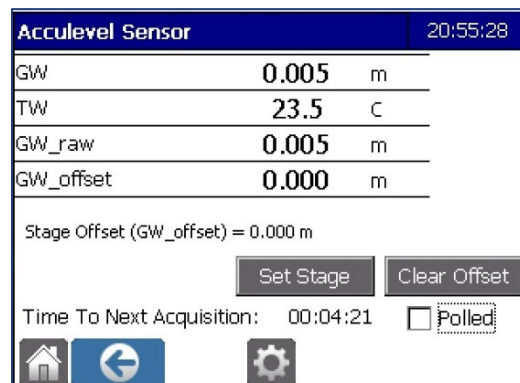 Acculevel Sensor 20:55:28
GW 0.005 m
TW 23.5 C
GW_raw 0.005 m
GW_offset 0.000 m
Stage Offset (GW_offset) = 0.000 m
Set Stage Clear Offset
Time To Next Acquisition: 00:04:21 Polled